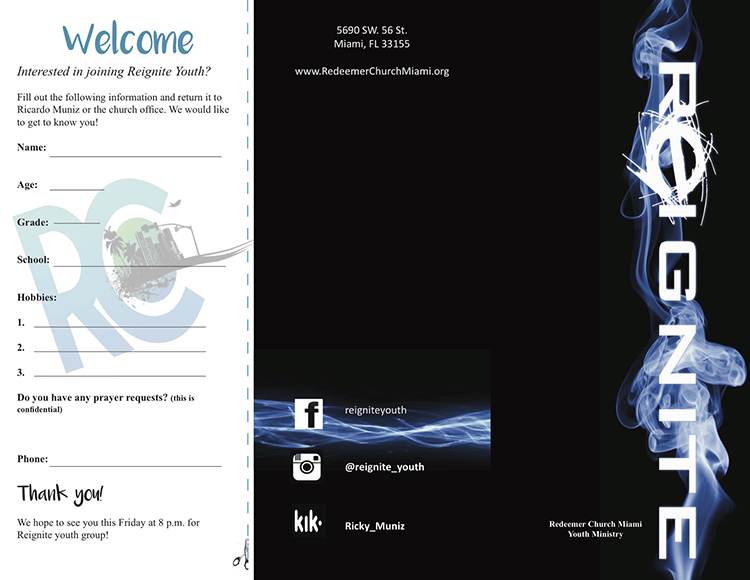 Welcome
Interested in joining Reignite Youth?
Fill out the following information and return it to
Ricardo Muniz or the church office. We would like
to get to know you!
Name:
Age:
Grade:
School:
Hobbies:
1.
2.
3.
Do you have any prayer requests? (this is
confidential)
Phone:
Thank you!
We hope to see you this Friday at 8 p.m. for
Reignite youth group!
RC
5690 SW. 56 St.
Miami, FL 33155
www.RedeemerChurchMiami.org
f
reigniteyouth
@reignite_youth
kik.
Ricky_Muniz
REIGNITE
Redeemer Church Miami
Youth Ministry